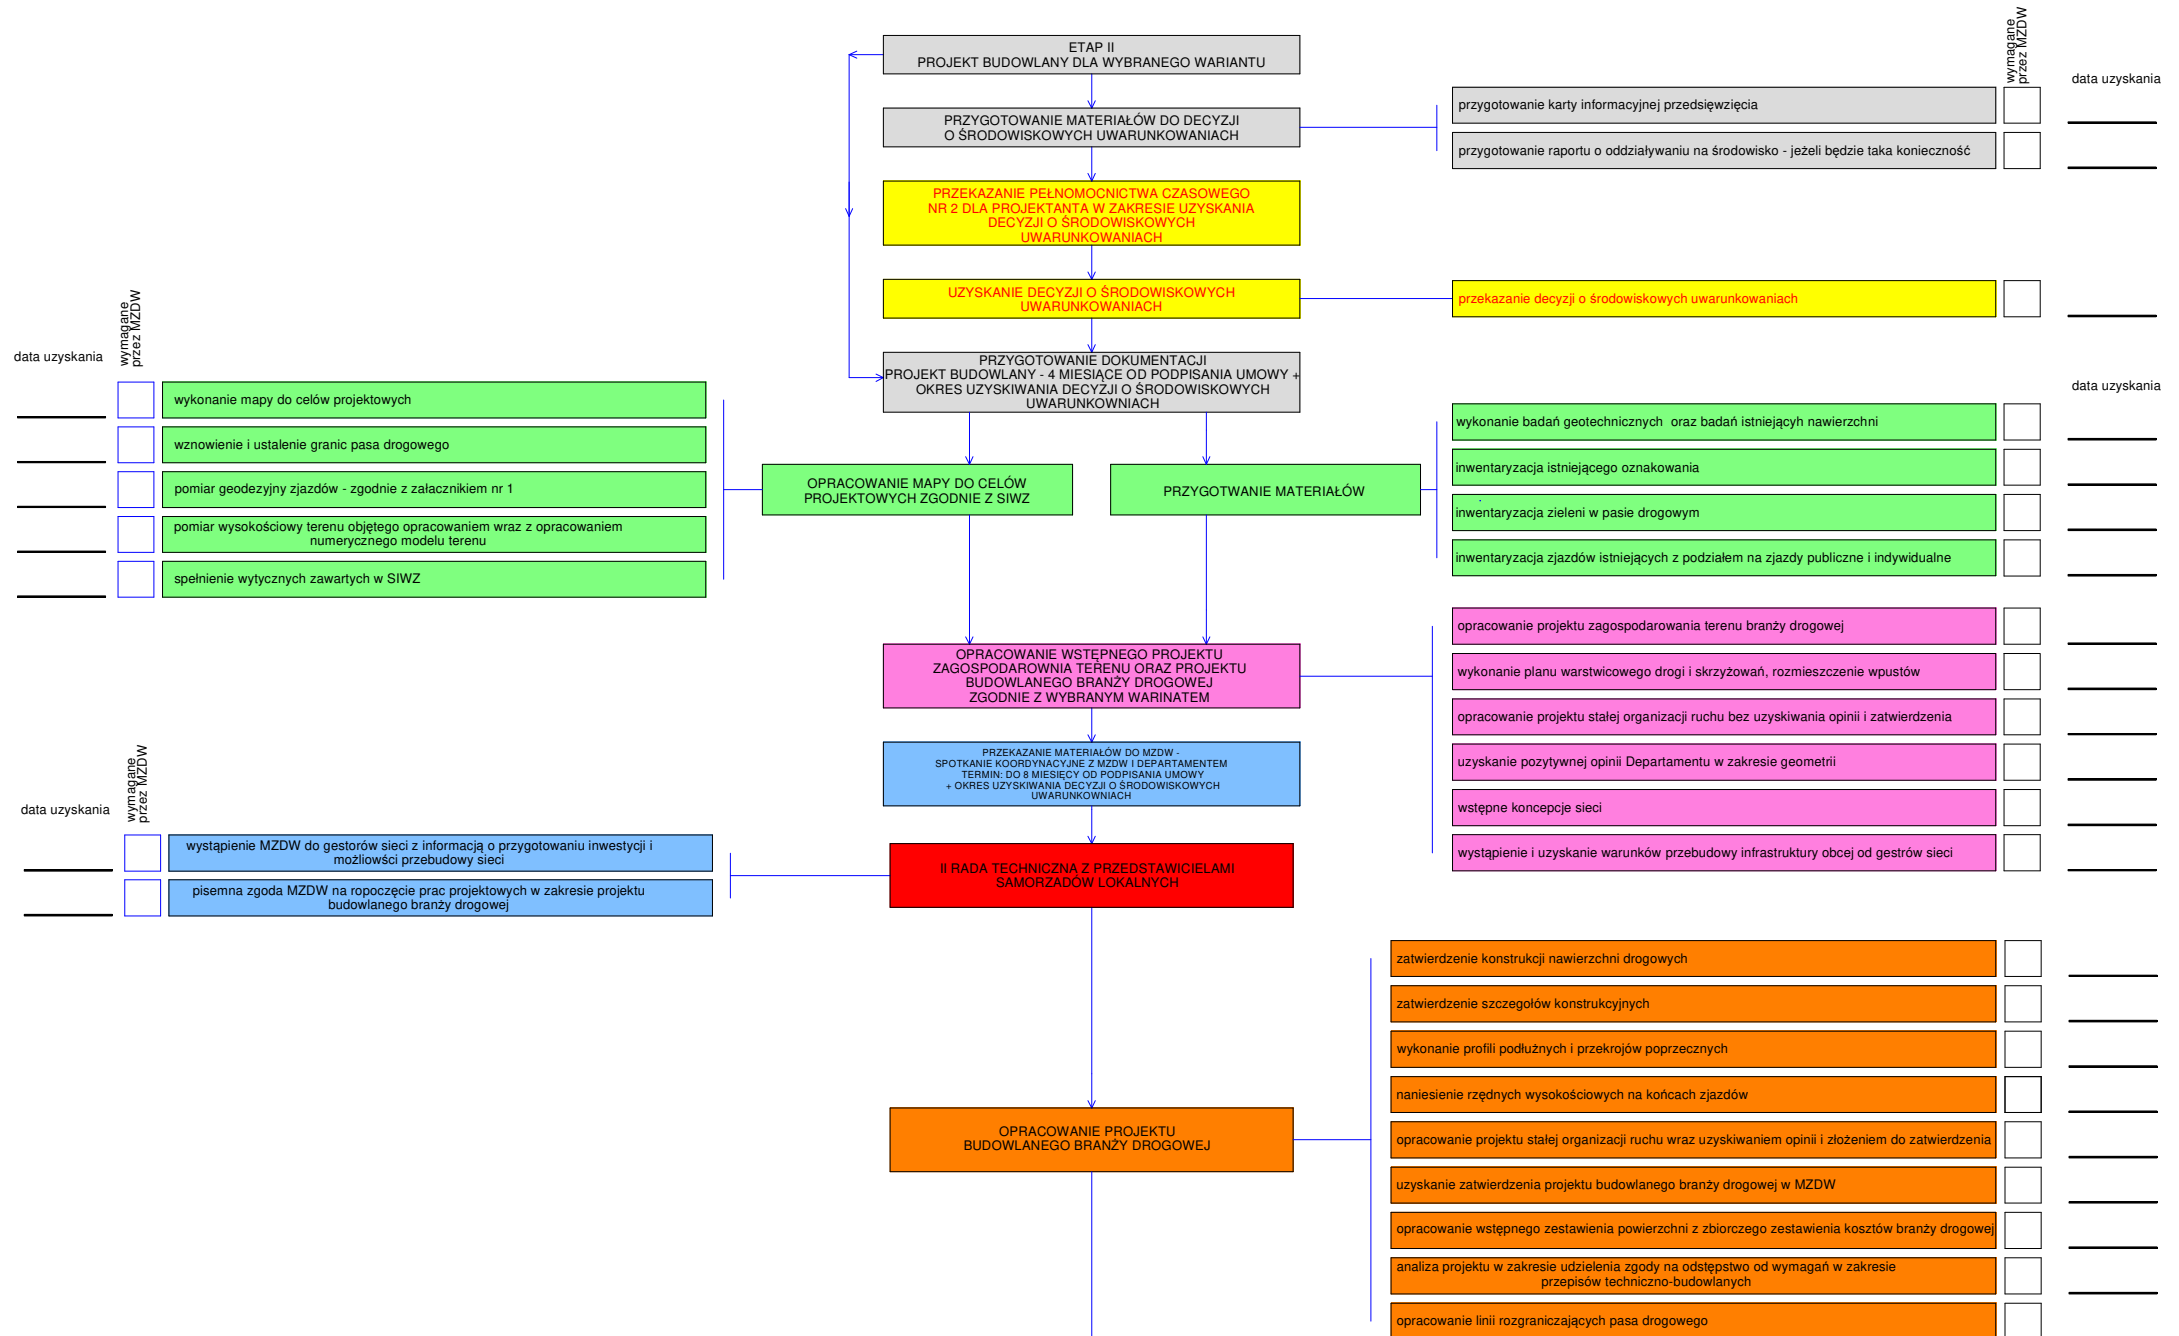 ETAP II
PROJEKT BUDOWLANY DLA WYBRANEGO WARIANTU
PRZYGOTOWANIE MATERIAŁÓW DO DECYZJI
O ŚRODOWISKOWYCH UWARUNKOWANIACH
wymagane
przez MZDW
data uzyskania
przygotowanie karty informacyjnej przedsięwzięcia
przygotowanie raportu o oddziaływaniu na środowisko - jeżeli będzie taka konieczność
PRZEKAZANIE PEŁNOMOCNICTWA CZASOWEGO
NR 2 DLA PROJEKTANTA W ZAKRESIE UZYSKANIA
DECYZJI O ŚRODOWISKOWYCH
UWARUNKOWANIACH
UZYSKANIE DECYZJI O ŚRODOWISKOWYCH
UWARUNKOWANIACH
przekazanie decyzji o środowiskowych uwarunkowaniach
PRZYGOTOWANIE DOKUMENTACJI
PROJEKT BUDOWLANY - 4 MIESIĄCE OD PODPISANIA UMOWY +
OKRES UZYSKIWANIA DECYZJI O ŚRODOWISKOWYCH
UWARUNKOWNIACH
data uzyskania
wymagane
przez MZDW
wykonanie mapy do celów projektowych
wznowienie i ustalenie granic pasa drogowego
pomiar geodezyjny zjazdów - zgodnie z załacznikiem nr 1
pomiar wysokościowy terenu objętego opracowaniem wraz z opracowaniem
numerycznego modelu terenu
spełnienie wytycznych zawartych w SIWZ
OPRACOWANIE MAPY DO CELÓW
PROJEKTOWYCH ZGODNIE Z SIWZ
PRZYGOTWANIE MATERIAŁÓW
data uzyskania
wykonanie badań geotechnicznych oraz badań istniejącyh nawierzchni
inwentaryzacja istniejącego oznakowania
inwentaryzacja zieleni w pasie drogowym
inwentaryzacja zjazdów istniejących z podziałem na zjazdy publiczne i indywidualne
OPRACOWANIE WSTĘPNEGO PROJEKTU
ZAGOSPODAROWNIA TERENU ORAZ PROJEKTU
BUDOWLANEGO BRANŻY DROGOWEJ
ZGODNIE Z WYBRANYM WARINATEM
opracowanie projektu zagospodarowania terenu branży drogowej
wykonanie planu warstwicowego drogi i skrzyżowań, rozmieszczenie wpustów
opracowanie projektu stałej organizacji ruchu bez uzyskiwania opinii i zatwierdzenia
uzyskanie pozytywnej opinii Departamentu w zakresie geometrii
wstępne koncepcje sieci
wystąpienie i uzyskanie warunków przebudowy infrastruktury obcej od gestrów sieci
PRZEKAZANIE MATERIAŁÓW DO MZDW -
SPOTKANIE KOORDYNACYJNE Z MZDW I DEPARTAMENTEM
TERMIN: DO 8 MIESIĘCY OD PODPISANIA UMOWY
+ OKRES UZYSKIWANIA DECYZJI O ŚRODOWISKOWYCH
UWARUNKOWNIACH
data uzyskania
wymagane
przez MZDW
wystąpienie MZDW do gestorów sieci z informacją o przygotowaniu inwestycji i
możliowści przebudowy sieci
pisemna zgoda MZDW na ropoczęcie prac projektowych w zakresie projektu
budowlanego branży drogowej
II RADA TECHNICZNA Z PRZEDSTAWICIELAMI
SAMORZADÓW LOKALNYCH
OPRACOWANIE PROJEKTU
BUDOWLANEGO BRANŻY DROGOWEJ
zatwierdzenie konstrukcji nawierzchni drogowych
zatwierdzenie szczegołów konstrukcyjnych
wykonanie profili podłużnych i przekrojów poprzecznych
naniesienie rzędnych wysokościowych na końcach zjazdów
opracowanie projektu stałej organizacji ruchu wraz uzyskiwaniem opinii i złożeniem do zatwierdzenia
uzyskanie zatwierdzenia projektu budowlanego branży drogowej w MZDW
opracowanie wstępnego zestawienia powierzchni z zbiorczego zestawienia kosztów branży drogowej
analiza projektu w zakresie udzielenia zgody na odstępstwo od wymagań w zakresie
przepisów techniczno-budowlanych
opracowanie linii rozgraniczających pasa drogowego